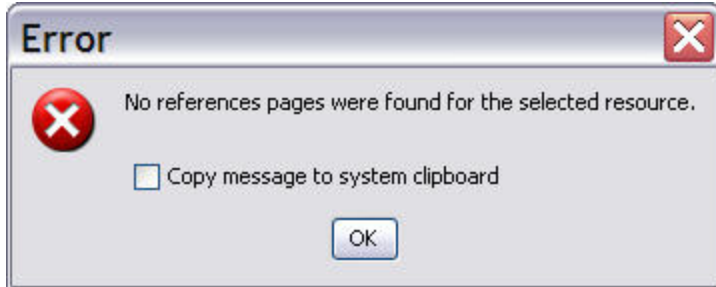 Error
No references pages were found for the selected resource.
Copy message to system clipboard
OK